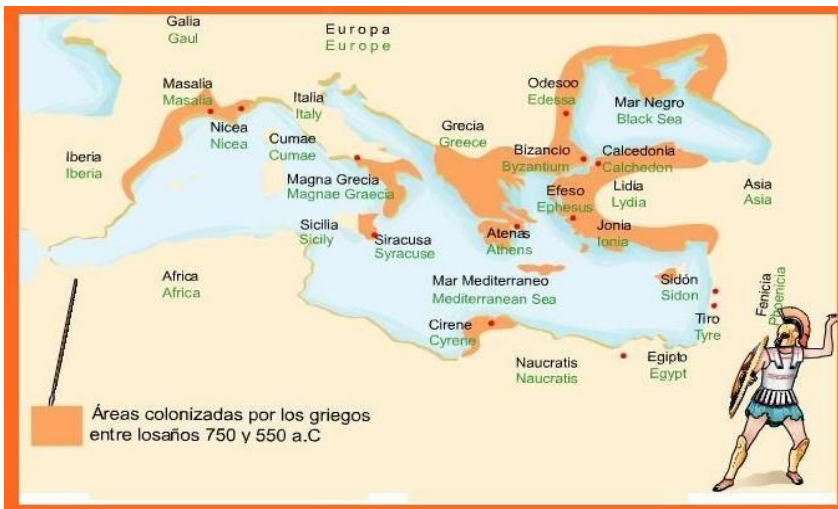 Galia
Gaul
Europa
Europe
Masalia
Masalia
Nicea
Nicea
Italia
Italy
Cumae
Cumae
Iberia
Iberia
Magna Grecia
Magnae Graecia
Sicilia
Sicily
Siracusa
Syracuse
Grecia
Greece
Atenas
Athens
Odesoo
Edessa
Mar Negro
Black Sea
Bizancio
Byzantium
Calcedonia
Calchedon
Efeso
Ephesus
Lidia
Lydia
Jonia
Ionia
Asia
Asia
Africa
Africa
Mar Mediterraneo
Mediterranean Sea
Cirene
Cyrene
Naucratis
Naucratis
Egipto
Egypt
Sidón
Sidon
Tiro
Tyre
Fenicia
Phoenicia
Áreas colonizadas por los griegos
entre losaños 750 y 550 a.C